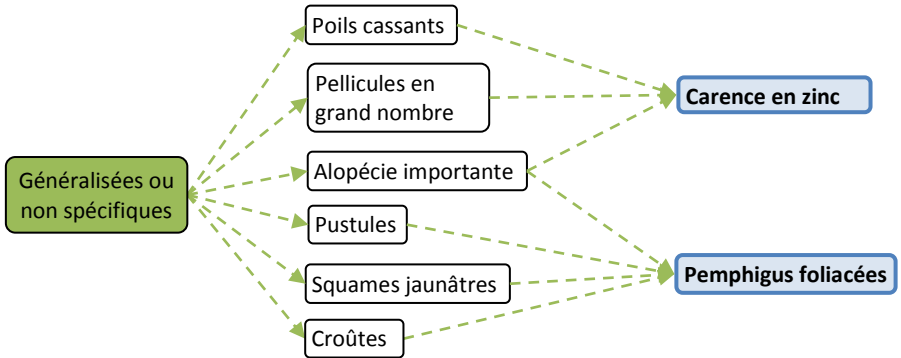 Poils cassants
Pellicules en
grand nombre
Carence en zinc
Généralisées ou
non spécifiques
Alopécie importante
Pustules
Squames jaunâtres
Pemphigus foliacées
Croûtes